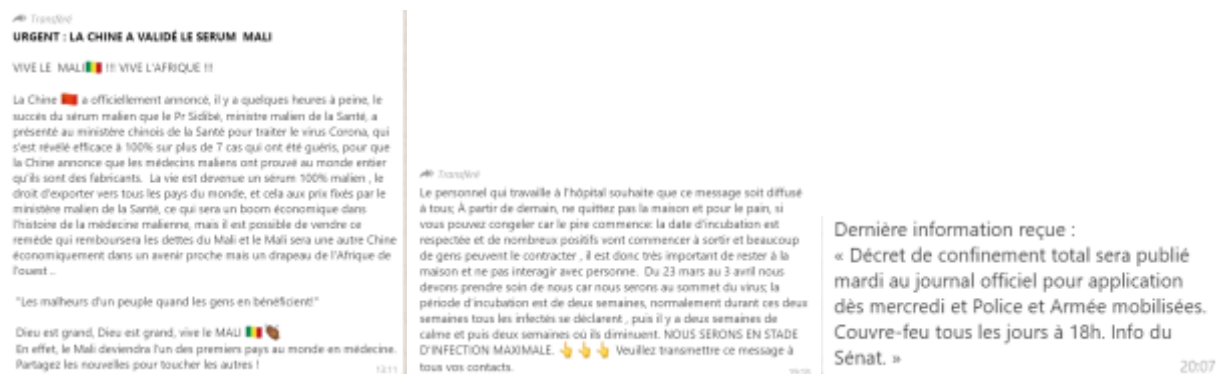 Transféré
URGENT : LA CHINE A VALIDÉ LE SERUM MALI
VIVE LE MALI🇲🇱 !!! VIVE L'AFRIQUE !!!
La Chine 🇨🇳 a officiellement annoncé, il y a quelques heures à peine, le
succès du sérum malien que le Pr Sidibé, ministre malien de la Santé, a
présenté au ministère chinois de la Santé pour traiter le virus Corona, qui
s'est révélé efficace à 100% sur plus de 7 cas qui ont été guéris, pour que
la Chine annonce que les médecins maliens ont prouvé au monde entier
qu'ils sont des fabricants. La vie est devenue un sérum 100% malien , le
droit d'exporter vers tous les pays du monde, et cela aux prix fixés par le
ministère malien de la Santé, ce qui sera un boom économique dans
l'histoire de la médecine malienne, mais il est possible de vendre ce
remède qui remboursera les dettes du Mali et le Mali sera une autre Chine
économiquement dans un avenir proche mais un drapeau de l'Afrique de
l'ouest ..
"Les malheurs d'un peuple quand les gens en bénéficient!"
Dieu est grand, Dieu est grand, vive le MALI 🇲🇱
En effet, le Mali deviendra l'un des premiers pays au monde en médecine.
Partagez les nouvelles pour toucher les autres !
13:11
Transféré
Le personnel qui travaille à l'hôpital souhaite que ce message soit diffusé
à tous; À partir de demain, ne quittez pas la maison et pour le pain, si
vous pouvez congeler car le pire commence: la date d'incubation est
respectée et de nombreux positifs vont commencer à sortir et beaucoup
de gens peuvent le contracter , il est donc très important de rester à la
maison et ne pas interagir avec personne. Du 23 mars au 3 avril nous
devons prendre soin de nous car nous serons au sommet du virus; la
période d'incubation est de deux semaines, normalement durant ces deux
semaines tous les infectés se déclarent , puis il y a deux semaines de
calme et puis deux semaines où ils diminuent. NOUS SERONS EN STADE
D'INFECTION MAXIMALE. 👆👆👆 Veuillez transmettre ce message à
tous vos contacts.
Dernière information reçue :
« Décret de confinement total sera publié
mardi au journal officiel pour application
dès mercredi et Police et Armée mobilisées.
Couvre-feu tous les jours à 18h. Info du
Sénat. »
20:07